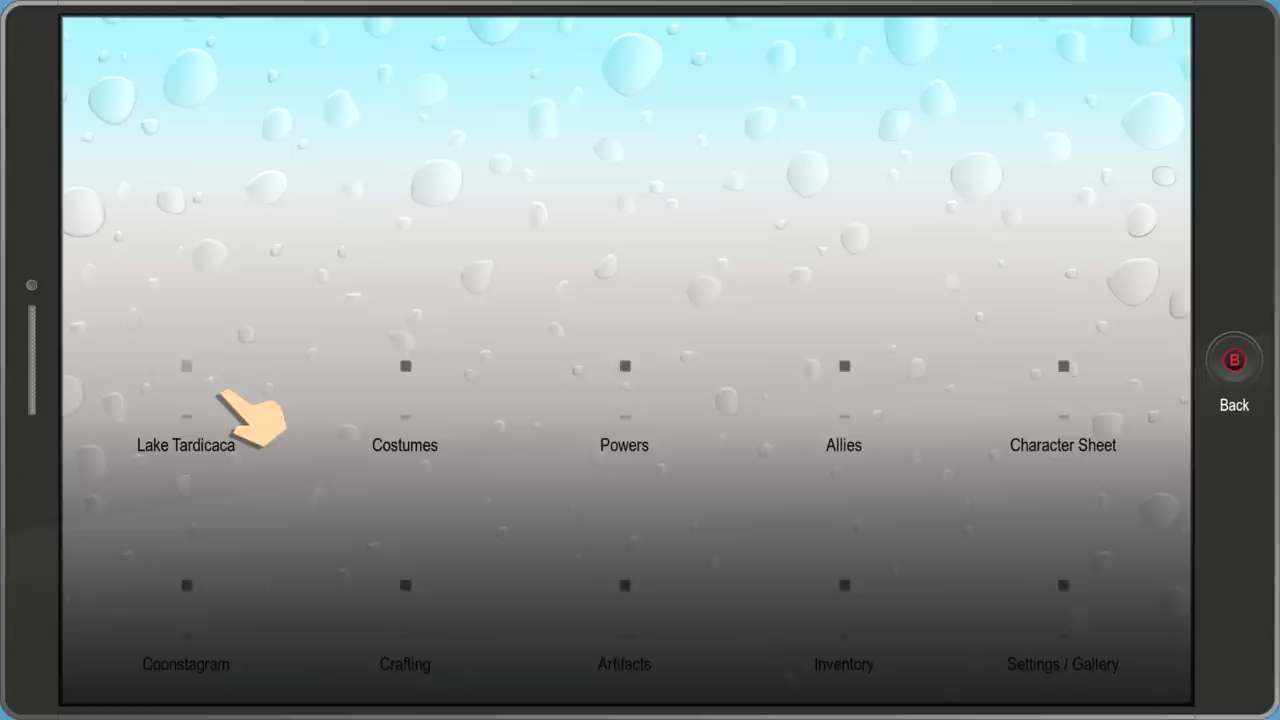 B
Back
Lake Tardicaca
Costumes
Powers
Allies
Character Sheet
Coonstagram
Crafting
Artifacts
Inventory
Settings / Gallery